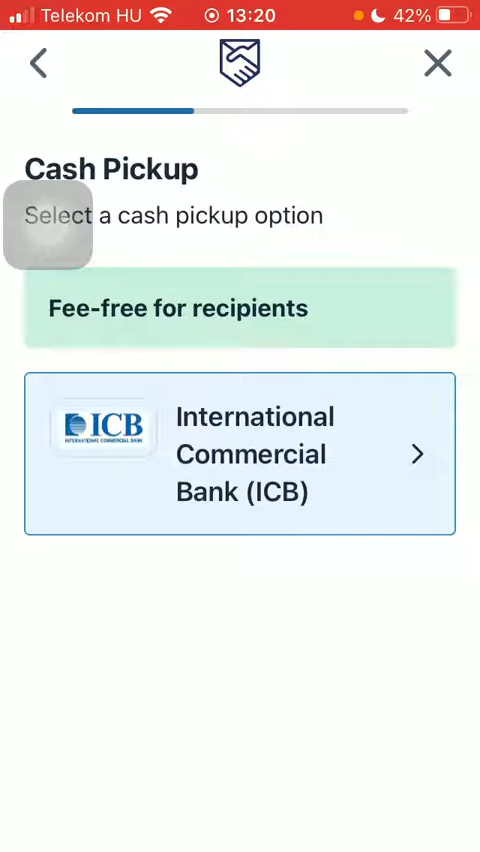 Telekom HU 13:20 42%
Cash Pickup
Select a cash pickup option
Fee-free for recipients
ICB
INTERNATIONAL COMMERCIAL BANK
International
Commercial
Bank (ICB)